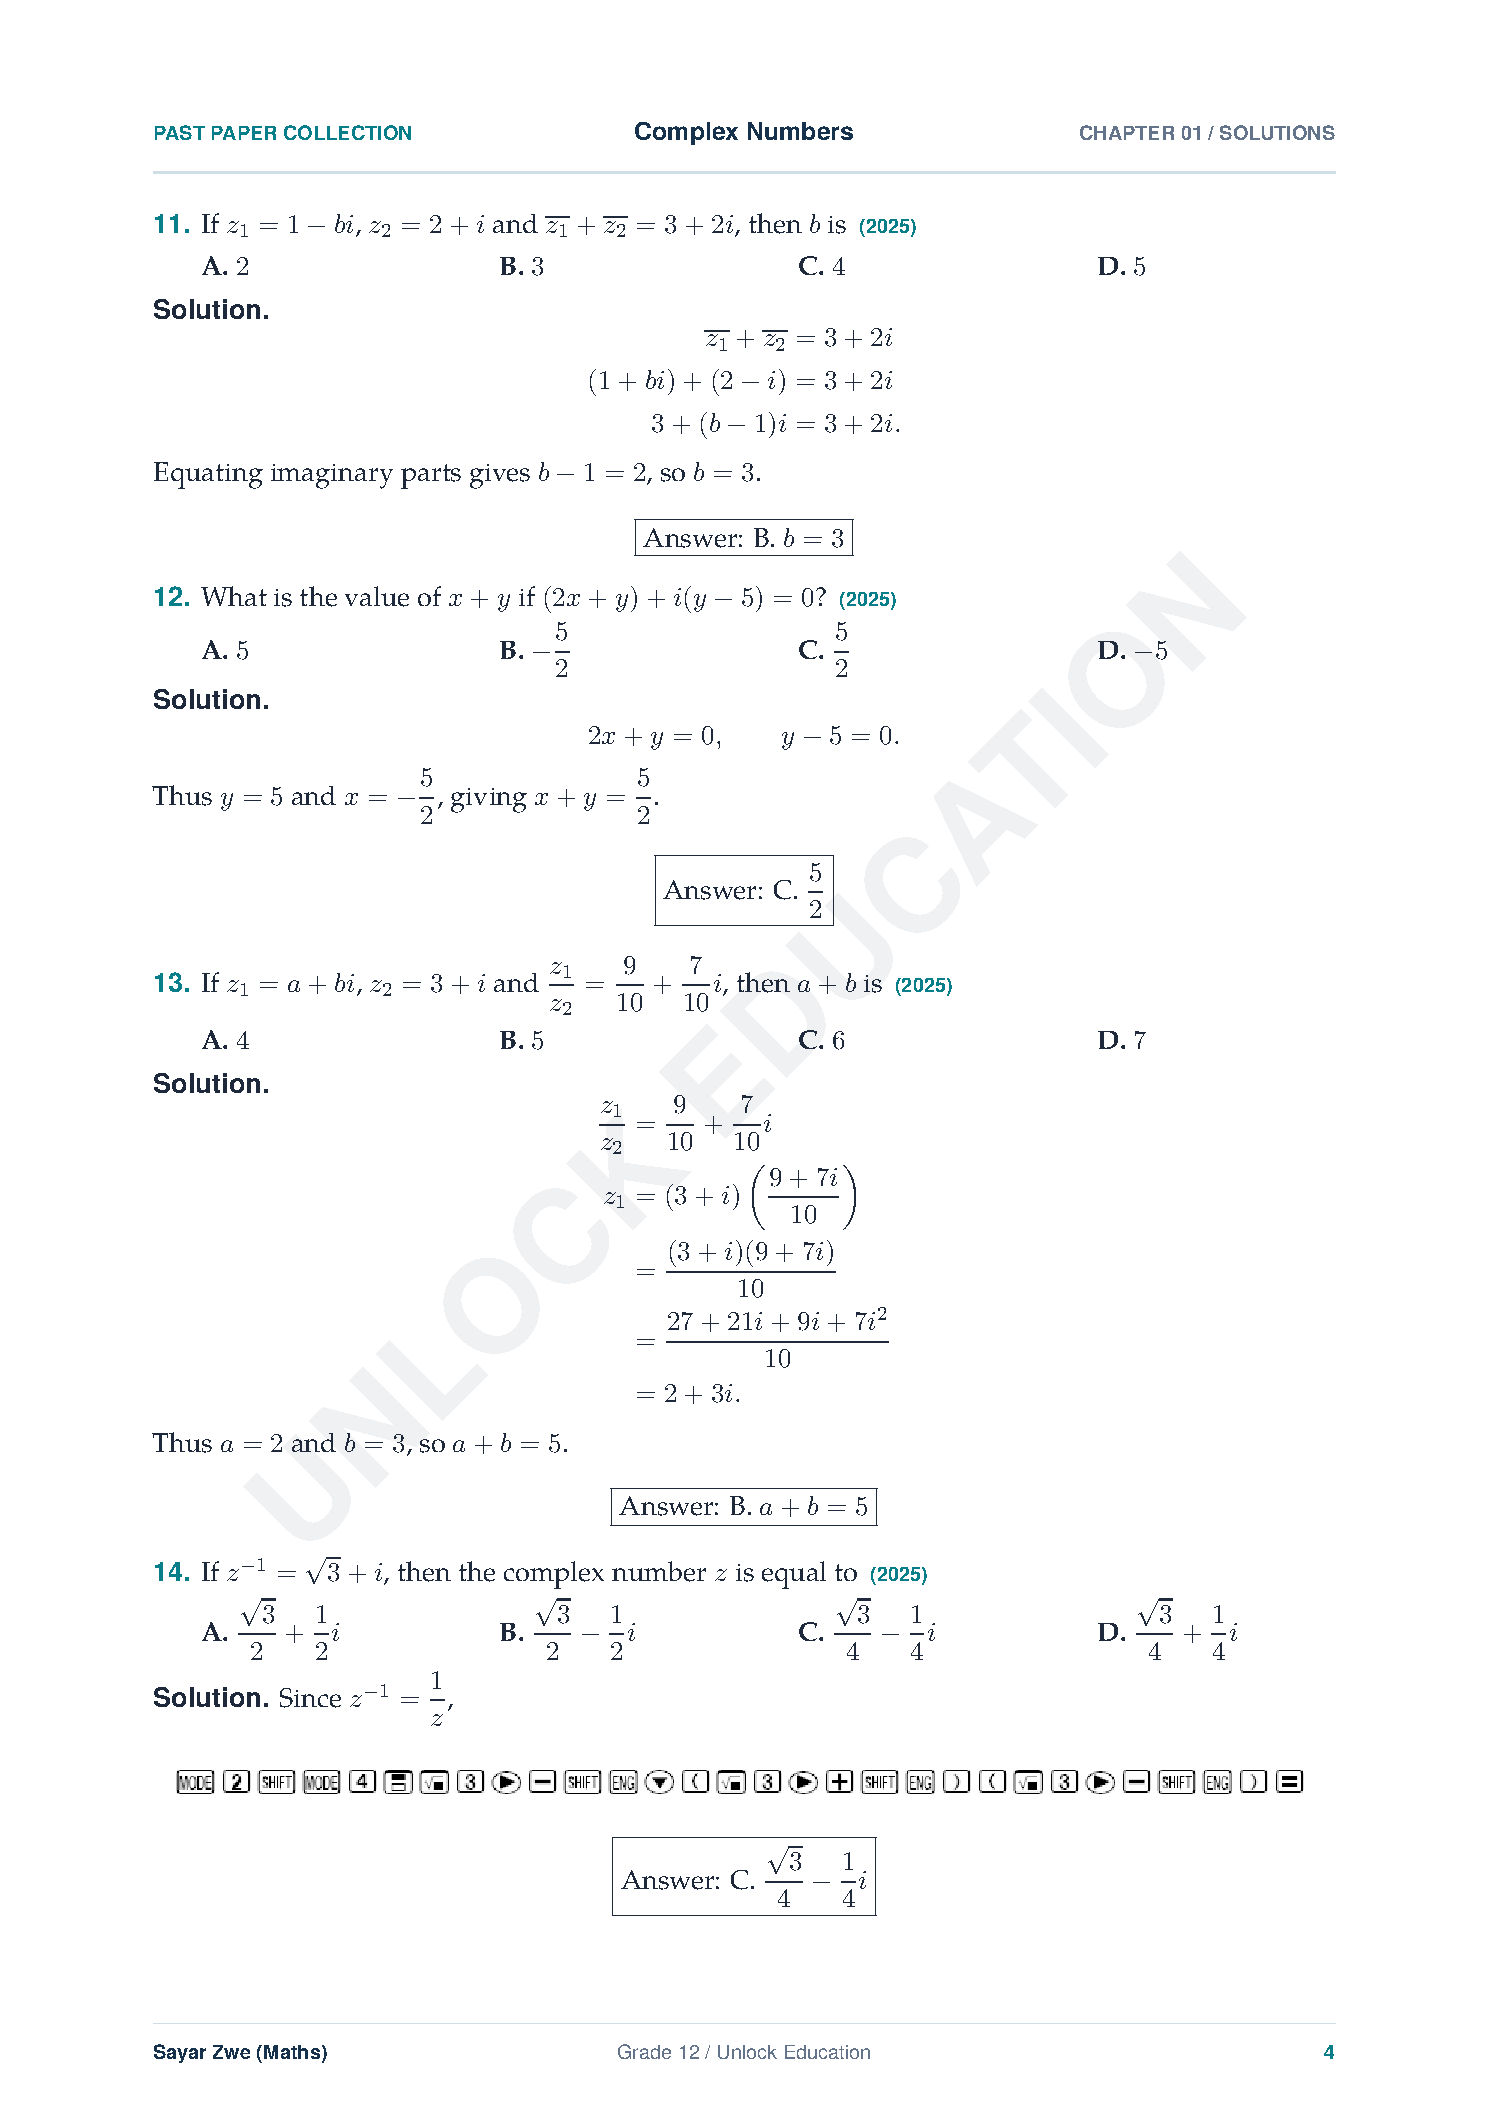 PAST PAPER COLLECTION Complex Numbers CHAPTER 01 / SOLUTIONS
11. If z₁ = 1 − bi, z₂ = 2 + i and z̅₁ + z̅₂ = 3 + 2i, then b is (2025)
A. 2 B. 3 C. 4 D. 5
Solution.
z̅₁ + z̅₂ = 3 + 2i
(1 + bi) + (2 − i) = 3 + 2i
3 + (b − 1)i = 3 + 2i.
Equating imaginary parts gives b − 1 = 2, so b = 3.
Answer: B. b = 3
12. What is the value of x + y if (2x + y) + i(y − 5) = 0? (2025)
A. 5 B. −5/2 C. 5/2 D. −5
Solution.
2x + y = 0, y − 5 = 0.
Thus y = 5 and x = −5/2, giving x + y = 5/2.
Answer: C. 5/2
13. If z₁ = a + bi, z₂ = 3 + i and z₁/z₂ = 9/10 + 7/10 i, then a + b is (2025)
A. 4 B. 5 C. 6 D. 7
Solution.
z₁/z₂ = 9/10 + 7/10 i
z₁ = (3 + i)((9 + 7i)/10)
= (3 + i)(9 + 7i)/10
= (27 + 21i + 9i + 7i²)/10
= 2 + 3i.
Thus a = 2 and b = 3, so a + b = 5.
Answer: B. a + b = 5
14. If z⁻¹ = √3 + i, then the complex number z is equal to (2025)
A. √3/2 + 1/2 i B. √3/2 − 1/2 i C. √3/4 − 1/4 i D. √3/4 + 1/4 i
Solution. Since z⁻¹ = 1/z,
MODE 2 SHIFT MODE 4 √■ 3 ▶ − SHIFT ENG ▼ ( √■ 3 ▶ + SHIFT ENG ) ( √■ 3 ▶ − SHIFT ENG ) =
Answer: C. √3/4 − 1/4 i
UNLOCK EDUCATION
Sayar Zwe (Maths) Grade 12 / Unlock Education 4